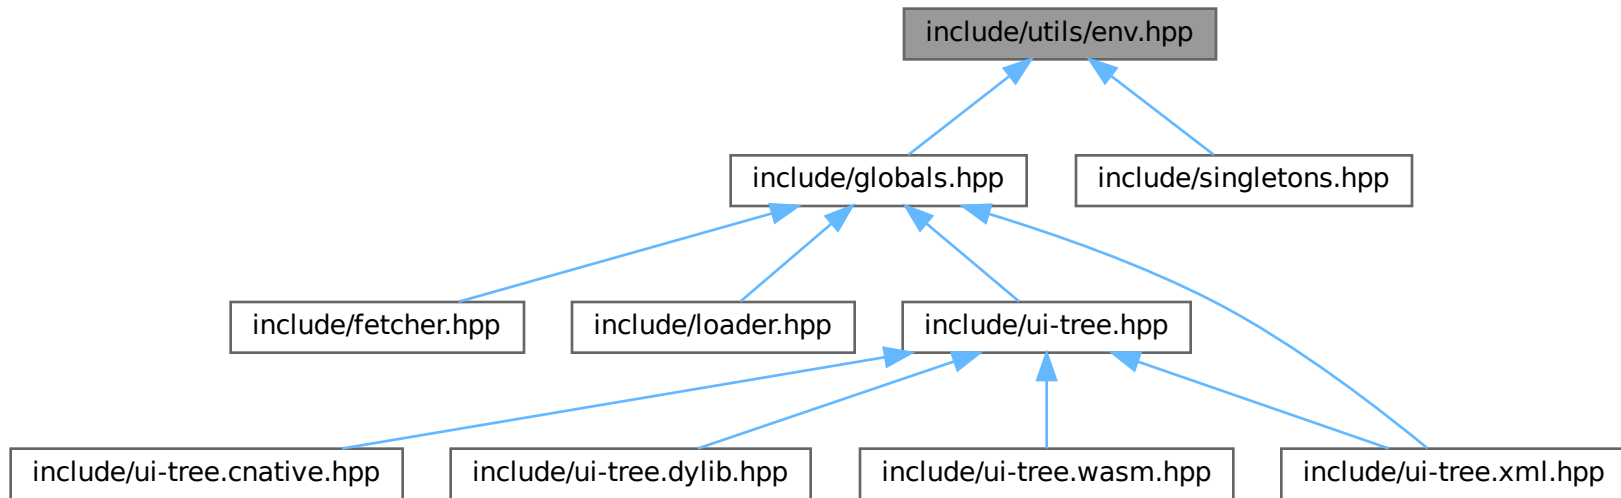 include/utils/env.hpp
include/globals.hpp
include/singletons.hpp
include/fetcher.hpp
include/loader.hpp
include/ui-tree.hpp
include/ui-tree.cnative.hpp
include/ui-tree.dylib.hpp
include/ui-tree.wasm.hpp
include/ui-tree.xml.hpp